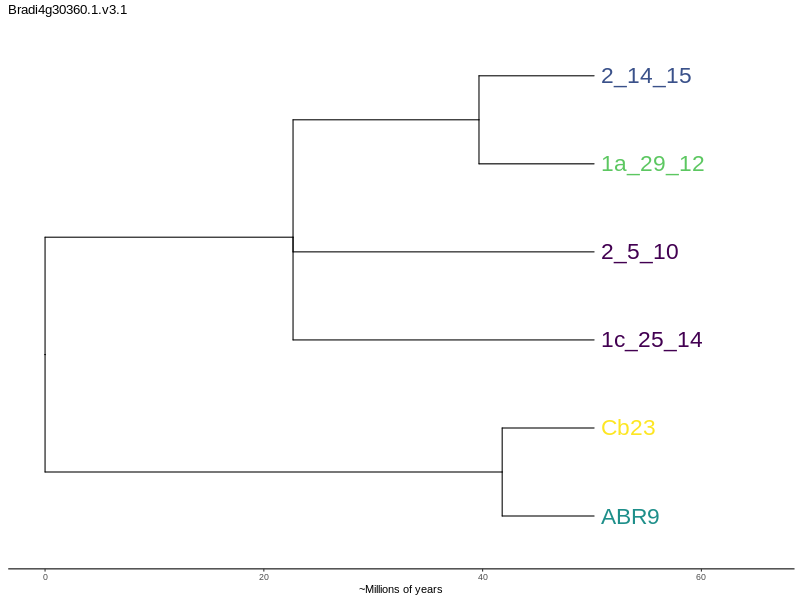 Bradi4g30360.1.v3.1
2_14_15
1a_29_12
2_5_10
1c_25_14
Cb23
ABR9
0 20 40 60
~Millions of years